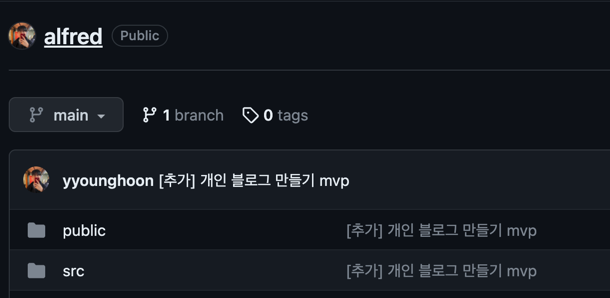 alfred Public
main 1 branch 0 tags
yyounghoon [추가] 개인 블로그 만들기 mvp
public [추가] 개인 블로그 만들기 mvp
src [추가] 개인 블로그 만들기 mvp